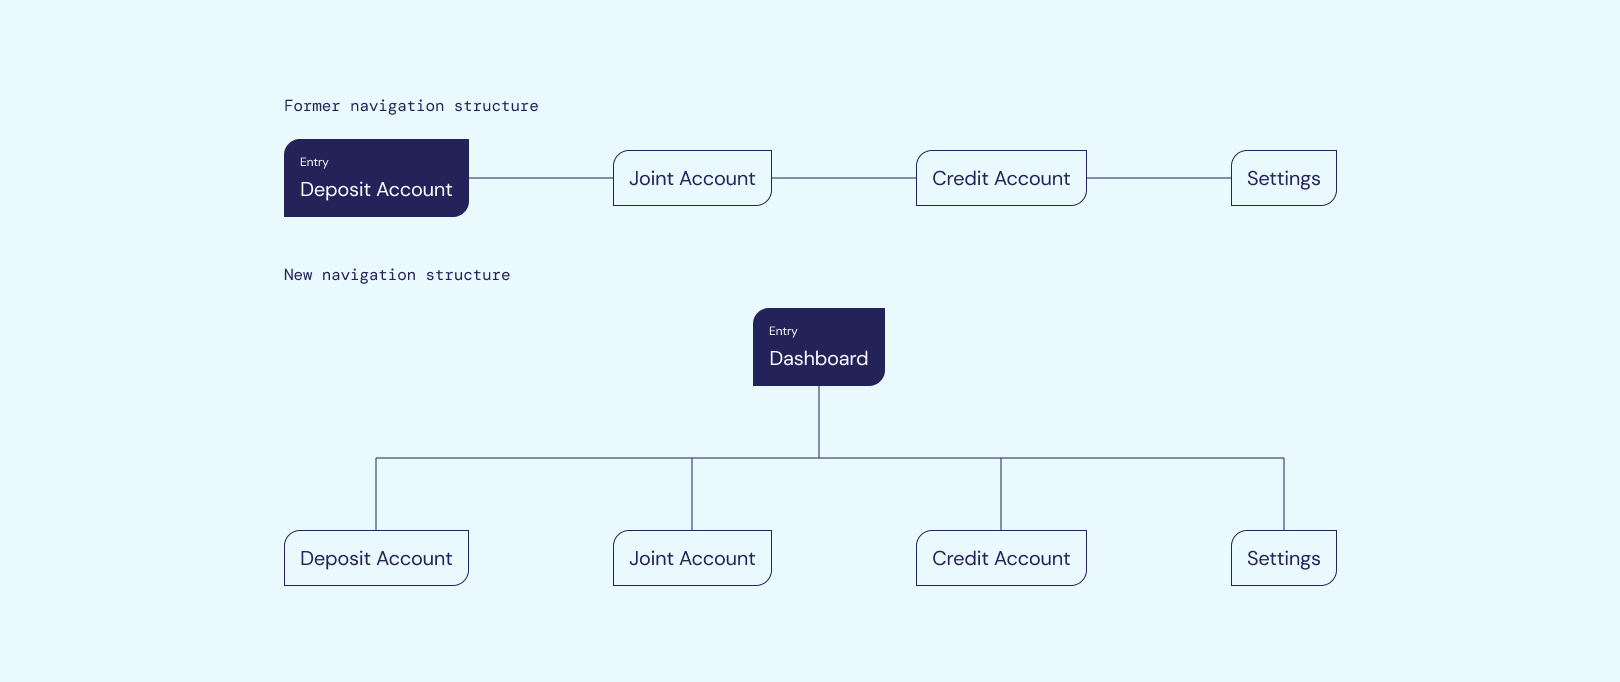 Former navigation structure
Entry
Deposit Account
Joint Account
Credit Account
Settings
New navigation structure
Entry
Dashboard
Deposit Account
Joint Account
Credit Account
Settings